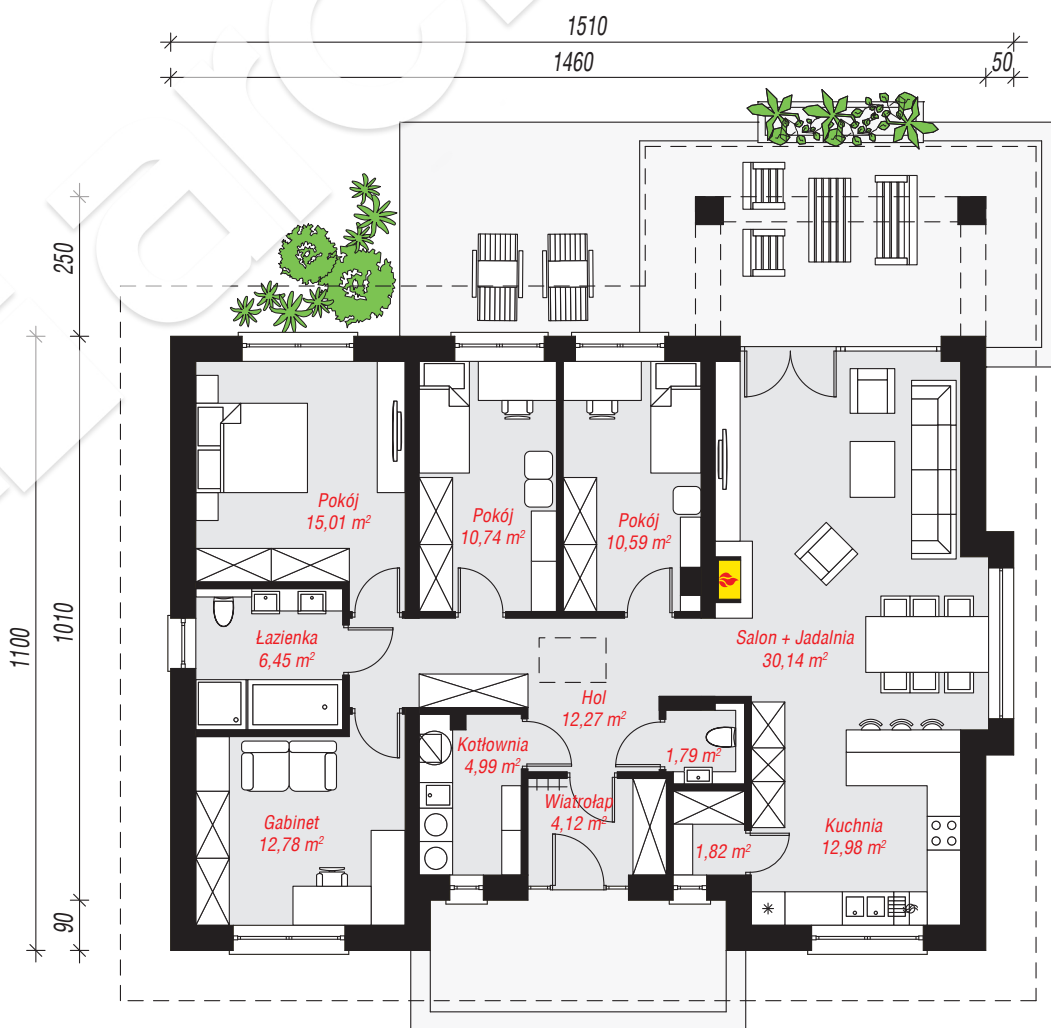 1510
1460
50
250
1010
1100
90
Pokój
15,01 m²
Pokój
10,74 m²
Pokój
10,59 m²
Łazienka
6,45 m²
Salon + Jadalnia
30,14 m²
Hol
12,27 m²
Kotłownia
4,99 m²
1,79 m²
Wiatrołap
4,12 m²
Gabinet
12,78 m²
1,82 m²
Kuchnia
12,98 m²